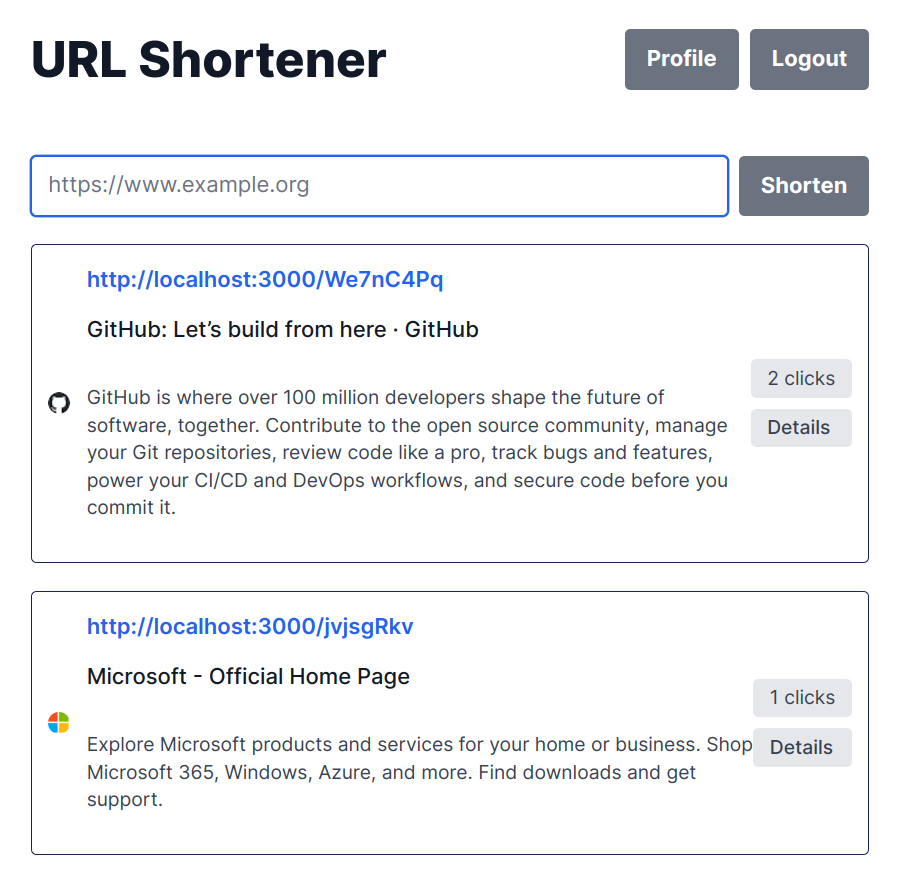 URL Shortener
Profile
Logout
https://www.example.org
Shorten
http://localhost:3000/We7nC4Pq
GitHub: Let’s build from here · GitHub
GitHub is where over 100 million developers shape the future of
software, together. Contribute to the open source community, manage
your Git repositories, review code like a pro, track bugs and features,
power your CI/CD and DevOps workflows, and secure code before you
commit it.
2 clicks
Details
http://localhost:3000/jvjsgRkv
Microsoft - Official Home Page
Explore Microsoft products and services for your home or business. Shop
Microsoft 365, Windows, Azure, and more. Find downloads and get
support.
1 clicks
Details